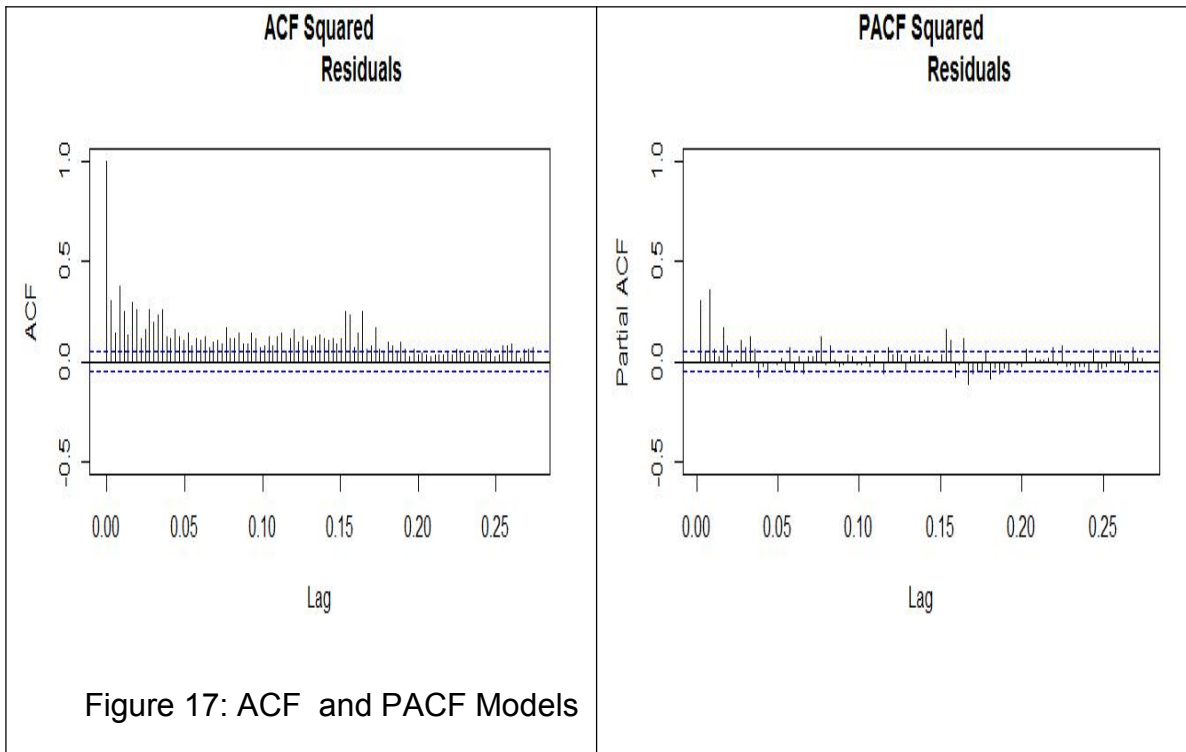 ACF Squared
Residuals
ACF
1.0
0.5
0.0
-0.5
0.00 0.05 0.10 0.15 0.20 0.25
Lag
PACF Squared
Residuals
Partial ACF
1.0
0.5
0.0
-0.5
0.00 0.05 0.10 0.15 0.20 0.25
Lag
Figure 17: ACF and PACF Models